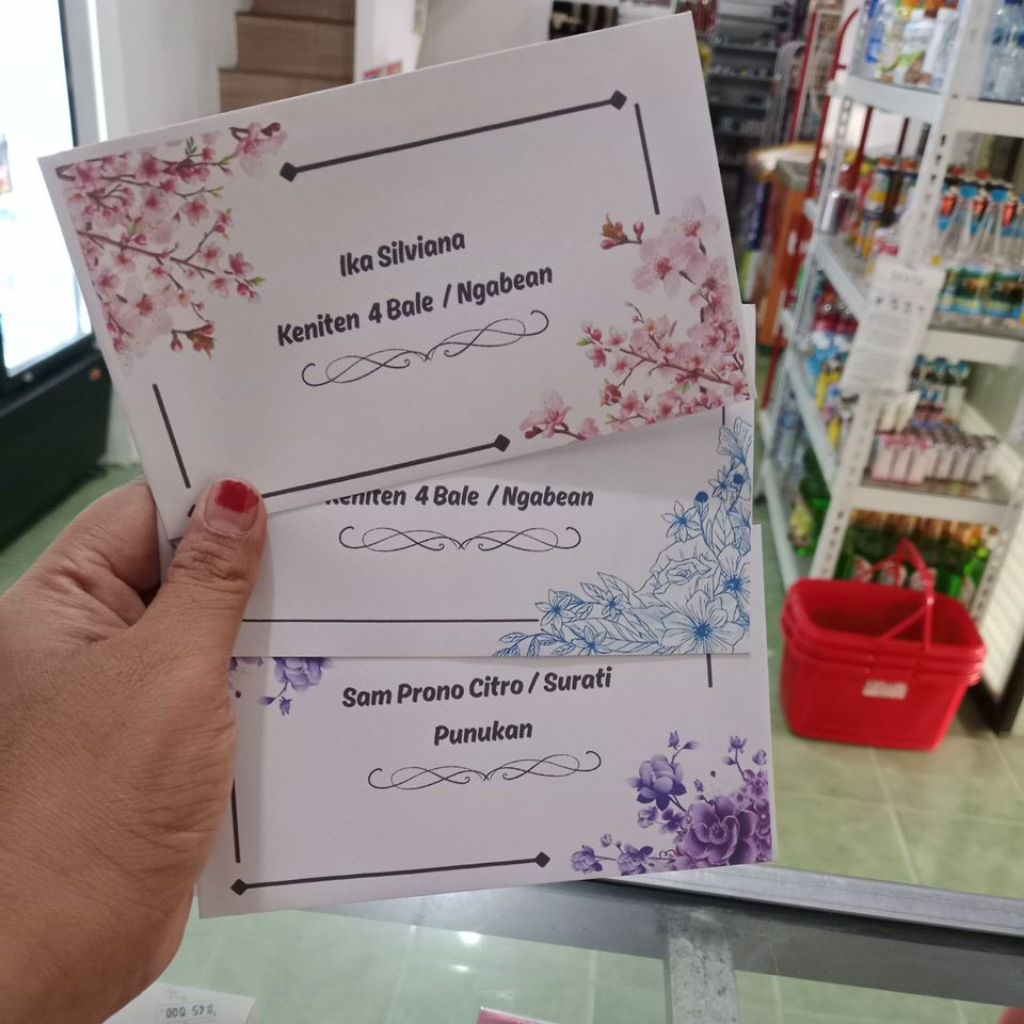 Ika Silviana
Keniten 4 Bale / Ngabean
Keniten 4 Bale / Ngabean
Sam Prono Citro / Surati
Punukan